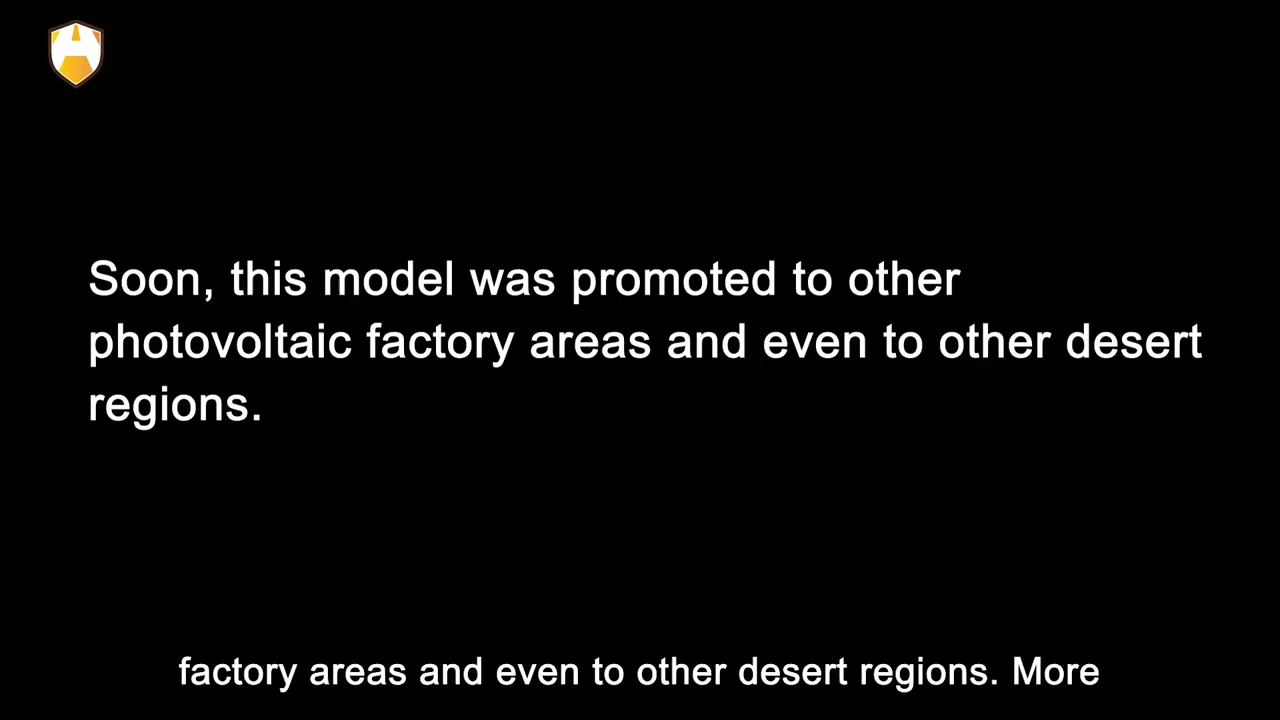 Soon, this model was promoted to other
photovoltaic factory areas and even to other desert
regions.
factory areas and even to other desert regions. More